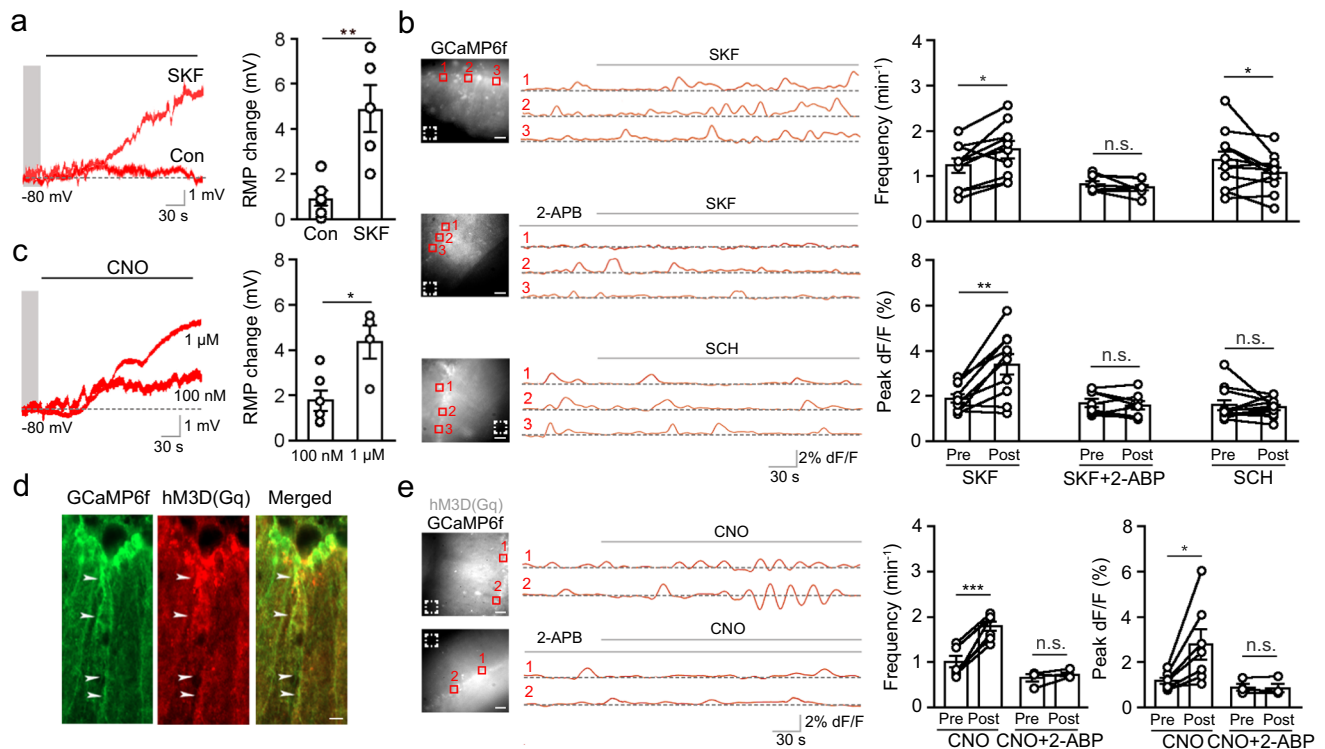 a
SKF
Con
-80 mV
1 mV
30 s
RMP change (mV)
8
6
4
2
0
**
Con SKF
b
GCaMP6f
1 2 3
SKF
1
2
3
2-APB SKF
1
2
3
1
2
3
SCH
1
2
3
1
2
3
2% dF/F
30 s
Frequency (min-1)
4
3
2
1
0
*
n.s.
*
Peak dF/F (%)
8
6
4
2
0
**
n.s.
n.s.
Pre Post Pre Post Pre Post
SKF SKF+2-ABP SCH
c
CNO
1 µM
100 nM
-80 mV
1 mV
30 s
RMP change (mV)
8
6
4
2
0
*
100 nM 1 µM
d
GCaMP6f hM3D(Gq) Merged
e
hM3D(Gq)
GCaMP6f
1
2
CNO
1
2
2-APB CNO
1
2
1
2
2% dF/F
30 s
Frequency (min-1)
4
3
2
1
0
***
n.s.
Pre Post Pre Post
CNO CNO+2-ABP
Peak dF/F (%)
8
6
4
2
0
*
n.s.
Pre Post Pre Post
CNO CNO+2-ABP